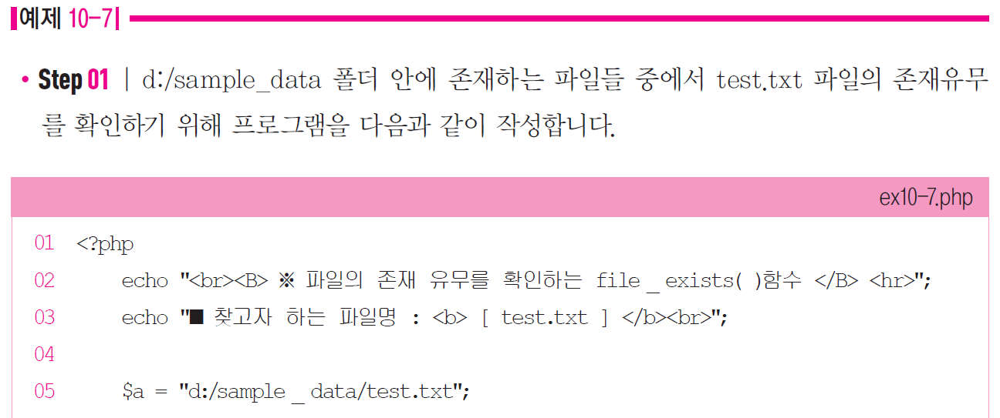 예제 10-7
• Step 01 | d:/sample_data 폴더 안에 존재하는 파일들 중에서 test.txt 파일의 존재유무
를 확인하기 위해 프로그램을 다음과 같이 작성합니다.
ex10-7.php
01 <?php
02 echo "<br><B> ※ 파일의 존재 유무를 확인하는 file _ exists( )함수 </B> <hr>";
03 echo "■ 찾고자 하는 파일명 : <b> [ test.txt ] </b><br>";
04
05 $a = "d:/sample _ data/test.txt";